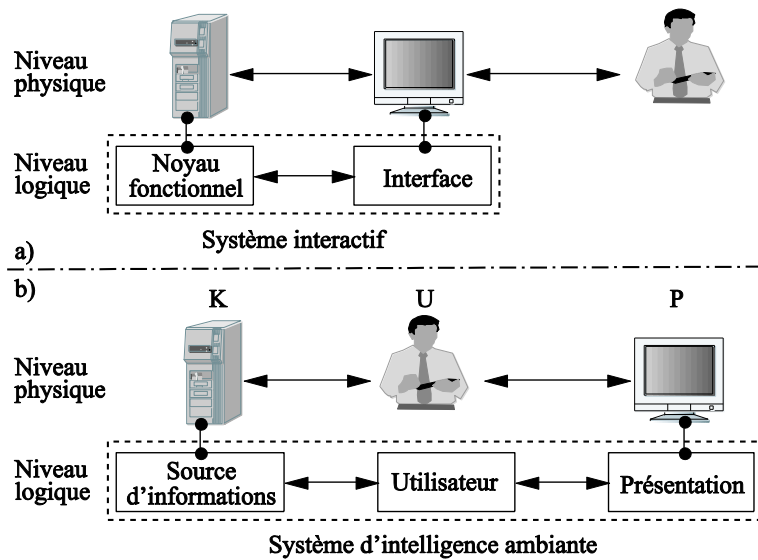 Niveau
physique
Niveau
logique
Noyau
fonctionnel
Interface
Système interactif
a)
b)
K
U
P
Niveau
physique
Niveau
logique
Source
d’informations
Utilisateur
Présentation
Système d’intelligence ambiante